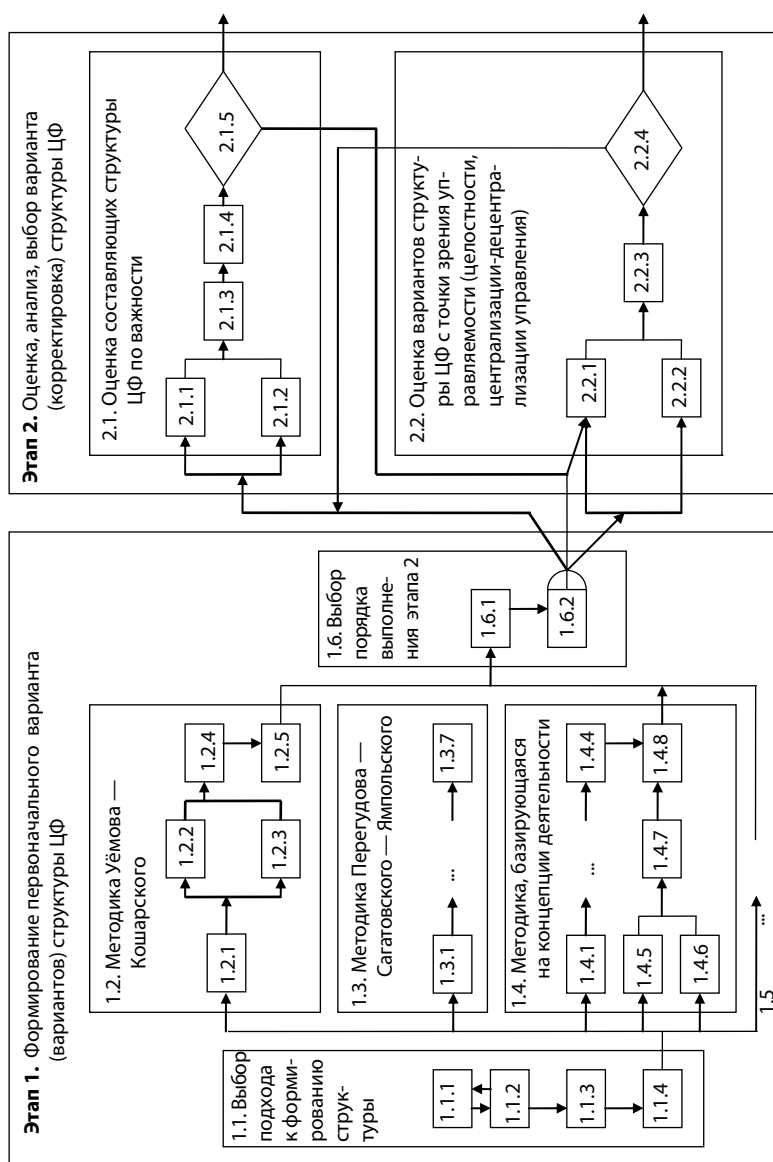 Этап 1. Формирование первоначального варианта
(вариантов) структуры ЦФ
1.1. Выбор
подхода
к форми-
рованию
струк-
туры
1.1.1
1.1.2
1.1.3
1.1.4
1.2. Методика Уёмова —
Кошарского
1.2.1
1.2.2
1.2.3
1.2.4
1.2.5
1.3. Методика Перегудова —
Сагатовского — Ямпольского
1.3.1
...
1.3.7
1.4. Методика, базирующаяся
на концепции деятельности
1.4.1
...
1.4.4
1.4.5
1.4.6
1.4.7
1.4.8
1.5
...
1.6. Выбор
порядка
выполне-
ния этапа 2
1.6.1
1.6.2
Этап 2. Оценка, анализ, выбор варианта
(корректировка) структуры ЦФ
2.1. Оценка составляющих структуры
ЦФ по важности
2.1.1
2.1.2
2.1.3
2.1.4
2.1.5
2.2. Оценка вариантов структу-
ры ЦФ с точки зрения уп-
равляемости (целостности,
централизации-децентра-
лизации управления)
2.2.1
2.2.2
2.2.3
2.2.4